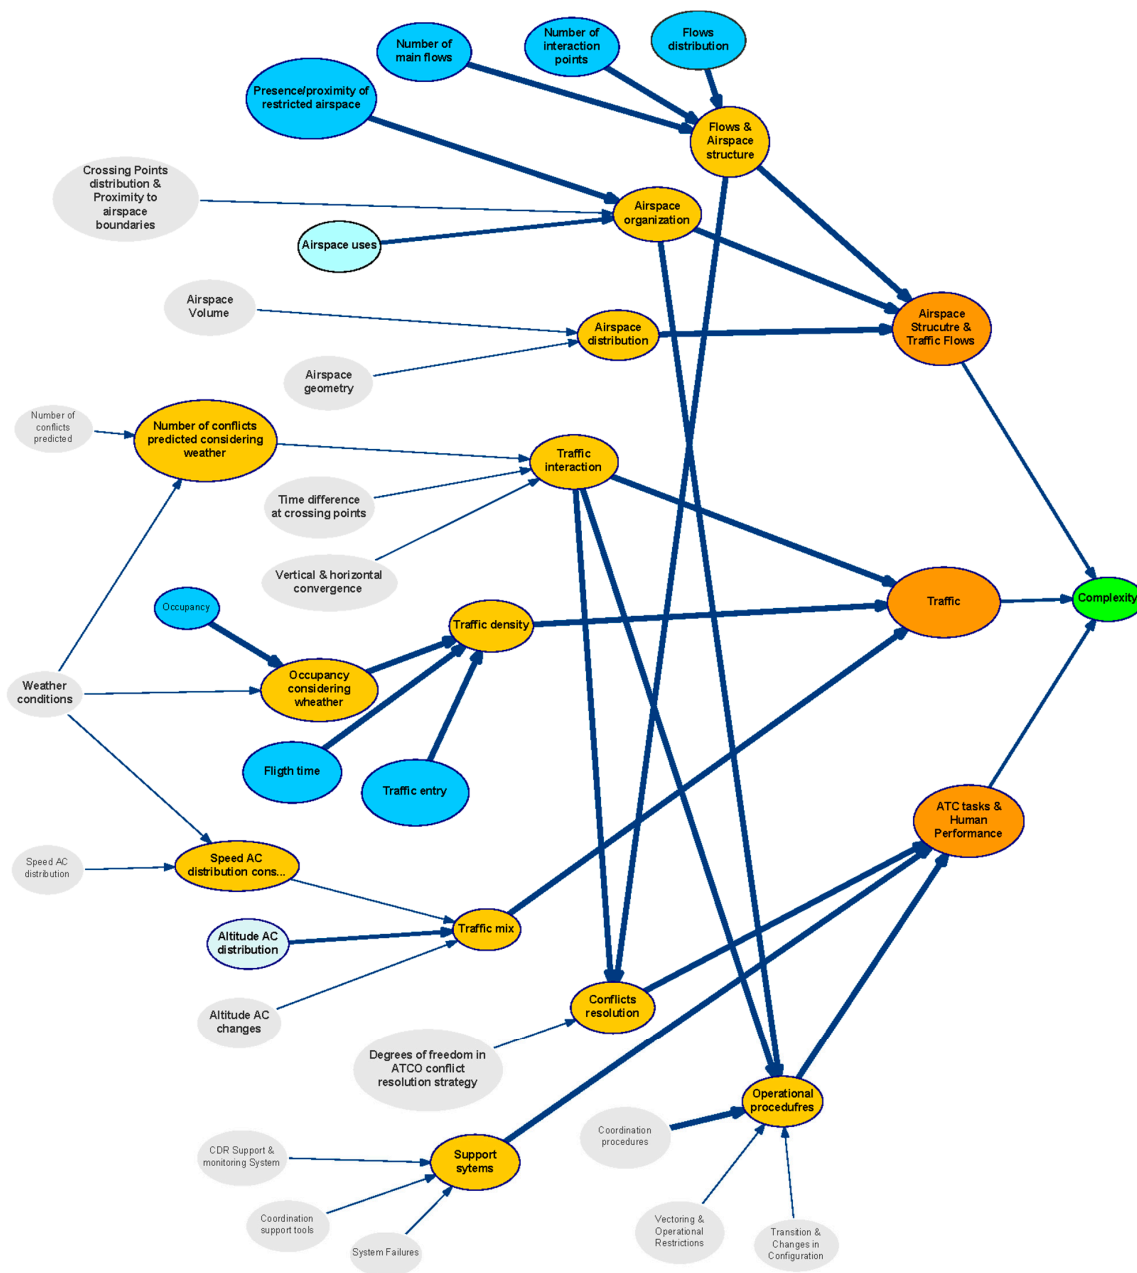 Number of
main flows
Number of
interaction
points
Flows
distribution
Presence/proximity of
restricted airspace
Flows &
Airspace
structure
Crossing Points
distribution &
Proximity to
airspace
boundaries
Airspace
organization
Airspace uses
Airspace
Volume
Airspace
distribution
Airspace
Strucutre &
Traffic Flows
Airspace
geometry
Number of
conflicts
predicted
Number of conflicts
predicted considering
weather
Traffic
interaction
Time difference
at crossing points
Vertical & horizontal
convergence
Occupancy
Traffic density
Traffic
Complexity
Weather
conditions
Occupancy
considering
wheather
Fligth time
Traffic entry
ATC tasks &
Human
Performance
Speed AC
distribution
Speed AC
distribution cons...
Altitude AC
distribution
Traffic mix
Altitude AC
changes
Conflicts
resolution
Degrees of freedom in
ATCO conflict
resolution strategy
Operational
procedufres
Coordination
procedures
CDR Support &
monitoring System
Support
sytems
Coordination
support tools
System Failures
Vectoring &
Operational
Restrictions
Transition &
Changes in
Configuration